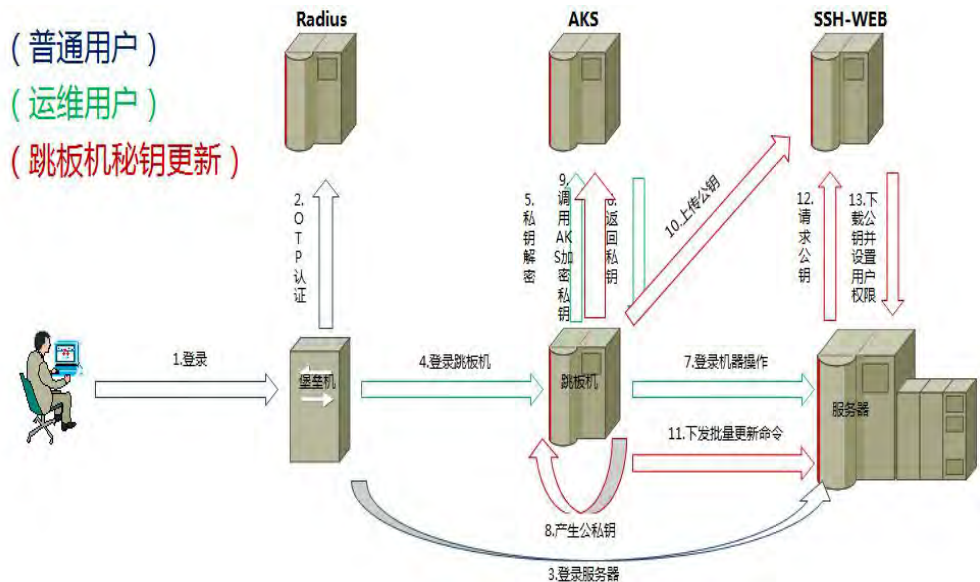 Radius
AKS
SSH-WEB
(普通用户)
(运维用户)
(跳板机秘钥更新)
2.OTP认证
5.私钥解密
9.调用AKS加密私钥
返回私钥
10.上传公钥
12.请求公钥
13.下载公钥并设置用户权限
1.登录
堡垒机
4.登录跳板机
跳板机
7.登录机器操作
服务器
11.下发批量更新命令
8.产生公私钥
3.登录服务器